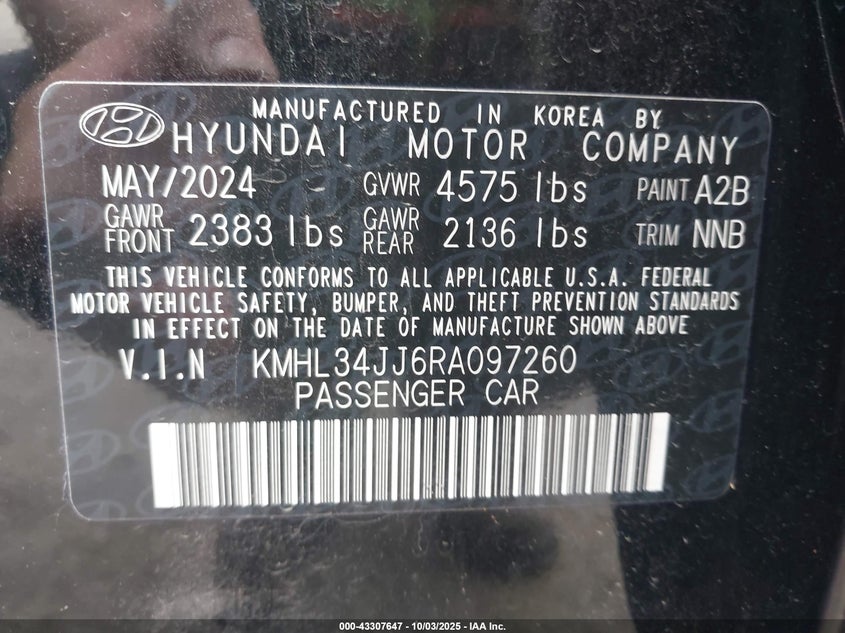 MANUFACTURED IN KOREA BY
HYUNDAI MOTOR COMPANY
MAY/2024 GVWR 4575 lbs PAINT A2B
GAWR FRONT 2383 lbs GAWR REAR 2136 lbs TRIM NNB
THIS VEHICLE CONFORMS TO ALL APPLICABLE U.S.A. FEDERAL
MOTOR VEHICLE SAFETY, BUMPER, AND THEFT PREVENTION STANDARDS
IN EFFECT ON THE DATE OF MANUFACTURE SHOWN ABOVE
V.I.N KMHL34JJ6RA097260
PASSENGER CAR
000-43307647 | 10/03/2025 - IAA Inc.